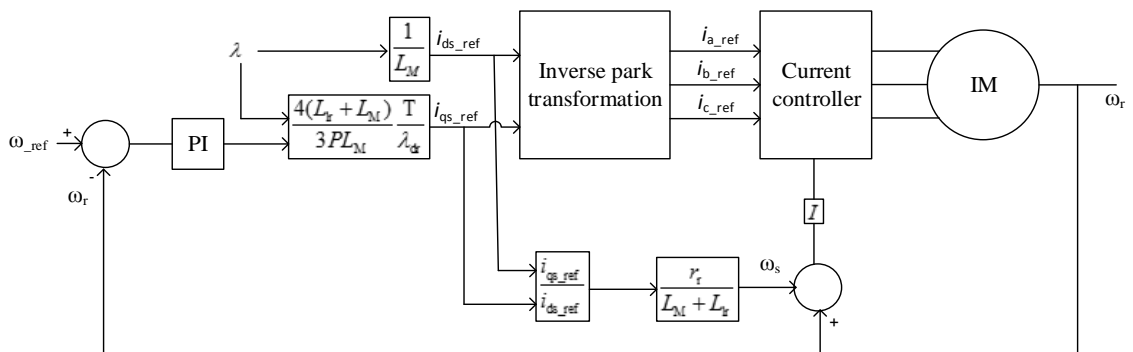 λ
1
L_M
i_ds_ref
Inverse park
transformation
i_a_ref
i_b_ref
i_c_ref
Current
controller
IM
ω_r
ω_ref
+
-
ω_r
PI
4(L_lr + L_M) T
3PL_M λ_dr
i_qs_ref
I
i_qs_ref
i_ds_ref
r_r
L_M + L_lr
ω_s
+